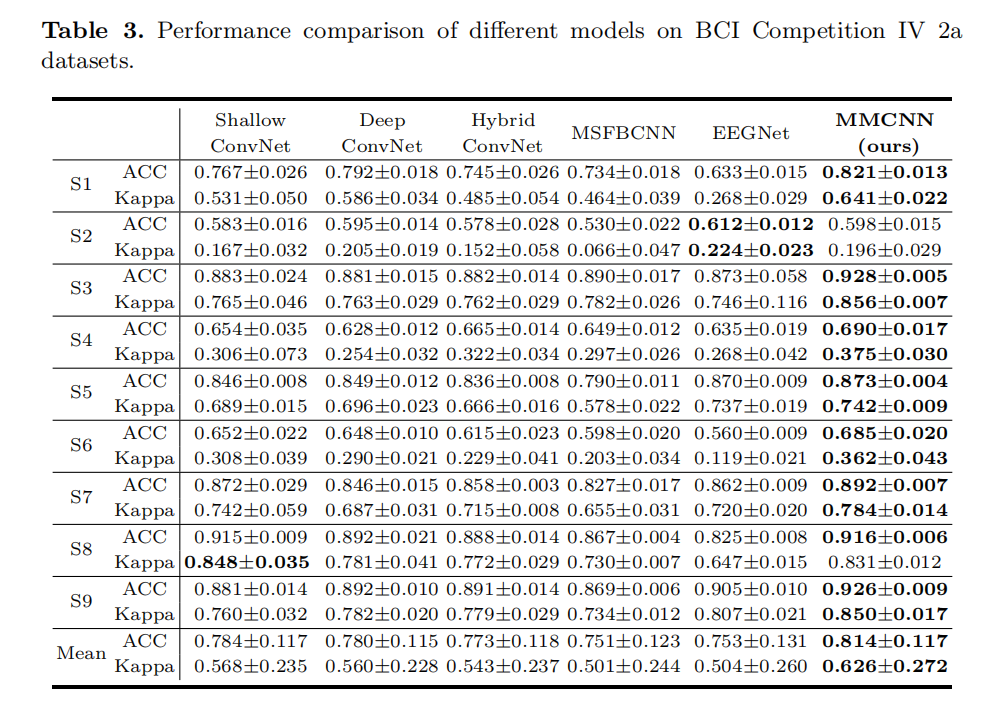 Table 3. Performance comparison of different models on BCI Competition IV 2a
datasets.
Shallow Deep Hybrid MSFBCNN EEGNet MMCNN
ConvNet ConvNet ConvNet (ours)
S1 ACC 0.767±0.026 0.792±0.018 0.745±0.026 0.734±0.018 0.633±0.015 0.821±0.013
Kappa 0.531±0.050 0.586±0.034 0.485±0.054 0.464±0.039 0.268±0.029 0.641±0.022
S2 ACC 0.583±0.016 0.595±0.014 0.578±0.028 0.530±0.022 0.612±0.012 0.598±0.015
Kappa 0.167±0.032 0.205±0.019 0.152±0.058 0.066±0.047 0.224±0.023 0.196±0.029
S3 ACC 0.883±0.024 0.881±0.015 0.882±0.014 0.890±0.017 0.873±0.058 0.928±0.005
Kappa 0.765±0.046 0.763±0.029 0.762±0.029 0.782±0.026 0.746±0.116 0.856±0.007
S4 ACC 0.654±0.035 0.628±0.012 0.665±0.014 0.649±0.012 0.635±0.019 0.690±0.017
Kappa 0.306±0.073 0.254±0.032 0.322±0.034 0.297±0.026 0.268±0.042 0.375±0.030
S5 ACC 0.846±0.008 0.849±0.012 0.836±0.008 0.790±0.011 0.870±0.009 0.873±0.004
Kappa 0.689±0.015 0.696±0.023 0.666±0.016 0.578±0.022 0.737±0.019 0.742±0.009
S6 ACC 0.652±0.022 0.648±0.010 0.615±0.023 0.598±0.020 0.560±0.009 0.685±0.020
Kappa 0.308±0.039 0.290±0.021 0.229±0.041 0.203±0.034 0.119±0.021 0.362±0.043
S7 ACC 0.872±0.029 0.846±0.015 0.858±0.003 0.827±0.017 0.862±0.009 0.892±0.007
Kappa 0.742±0.059 0.687±0.031 0.715±0.008 0.655±0.031 0.720±0.020 0.784±0.014
S8 ACC 0.915±0.009 0.892±0.021 0.888±0.014 0.867±0.004 0.825±0.008 0.916±0.006
Kappa 0.848±0.035 0.781±0.041 0.772±0.029 0.730±0.007 0.647±0.015 0.831±0.012
S9 ACC 0.881±0.014 0.892±0.010 0.891±0.014 0.869±0.006 0.905±0.010 0.926±0.009
Kappa 0.760±0.032 0.782±0.020 0.779±0.029 0.734±0.012 0.807±0.021 0.850±0.017
Mean ACC 0.784±0.117 0.780±0.115 0.773±0.118 0.751±0.123 0.753±0.131 0.814±0.117
Kappa 0.568±0.235 0.560±0.228 0.543±0.237 0.501±0.244 0.504±0.260 0.626±0.272